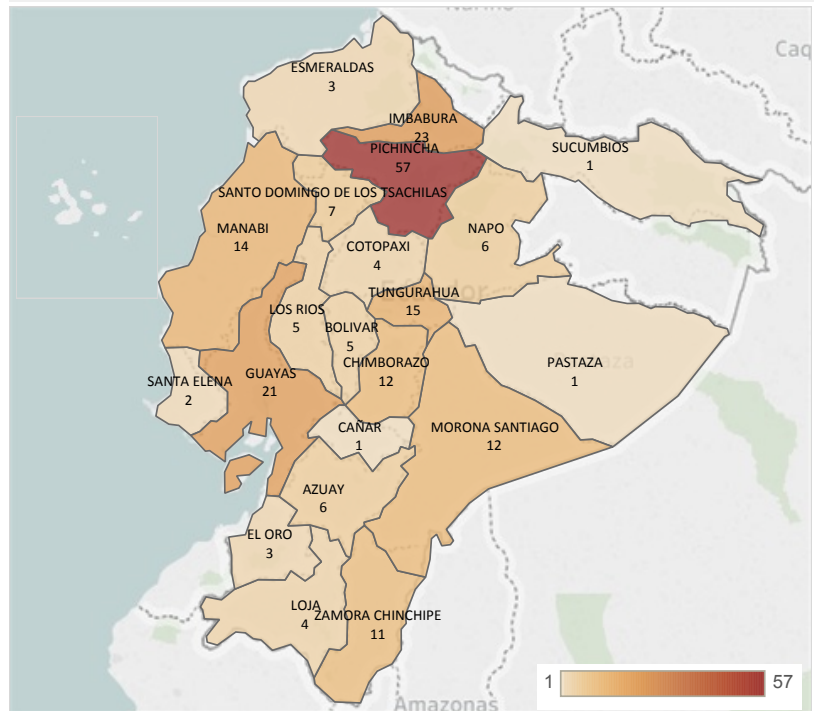 Caq
ESMERALDAS
3
IMBABURA
23
PICHINCHA
57
SUCUMBIOS
1
SANTO DOMINGO DE LOS TSACHILAS
7
MANABI
14
NAPO
6
COTOPAXI
4
TUNGURAHUA
15
LOS RIOS
5
BOLIVAR
5
CHIMBORAZO
12
PASTAZA
1
GUAYAS
21
SANTA ELENA
2
CAÑAR
1
MORONA SANTIAGO
12
AZUAY
6
EL ORO
3
LOJA
4
ZAMORA CHINCHIPE
11
1 57
Amazonas